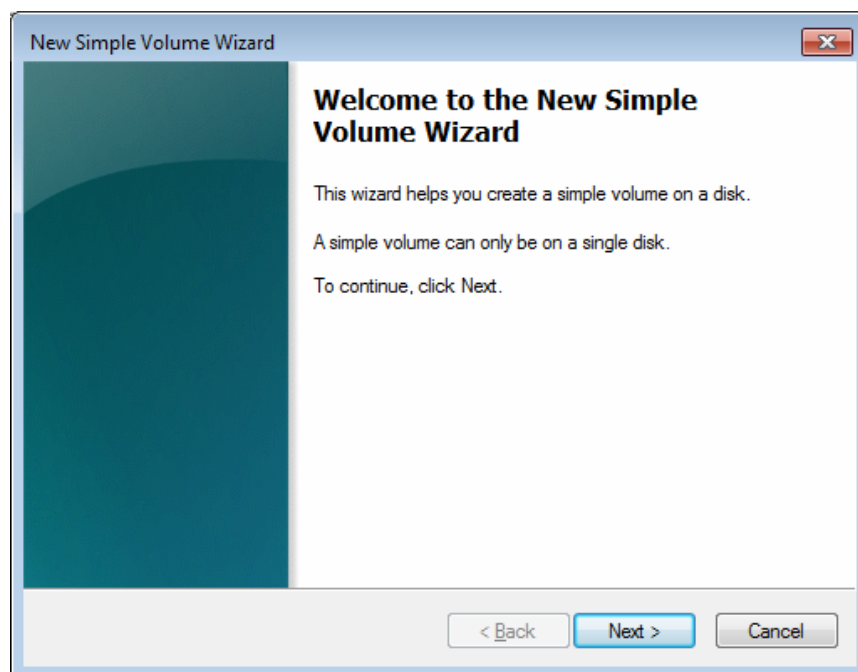 New Simple Volume Wizard
Welcome to the New Simple
Volume Wizard
This wizard helps you create a simple volume on a disk.
A simple volume can only be on a single disk.
To continue, click Next.
< Back
Next >
Cancel